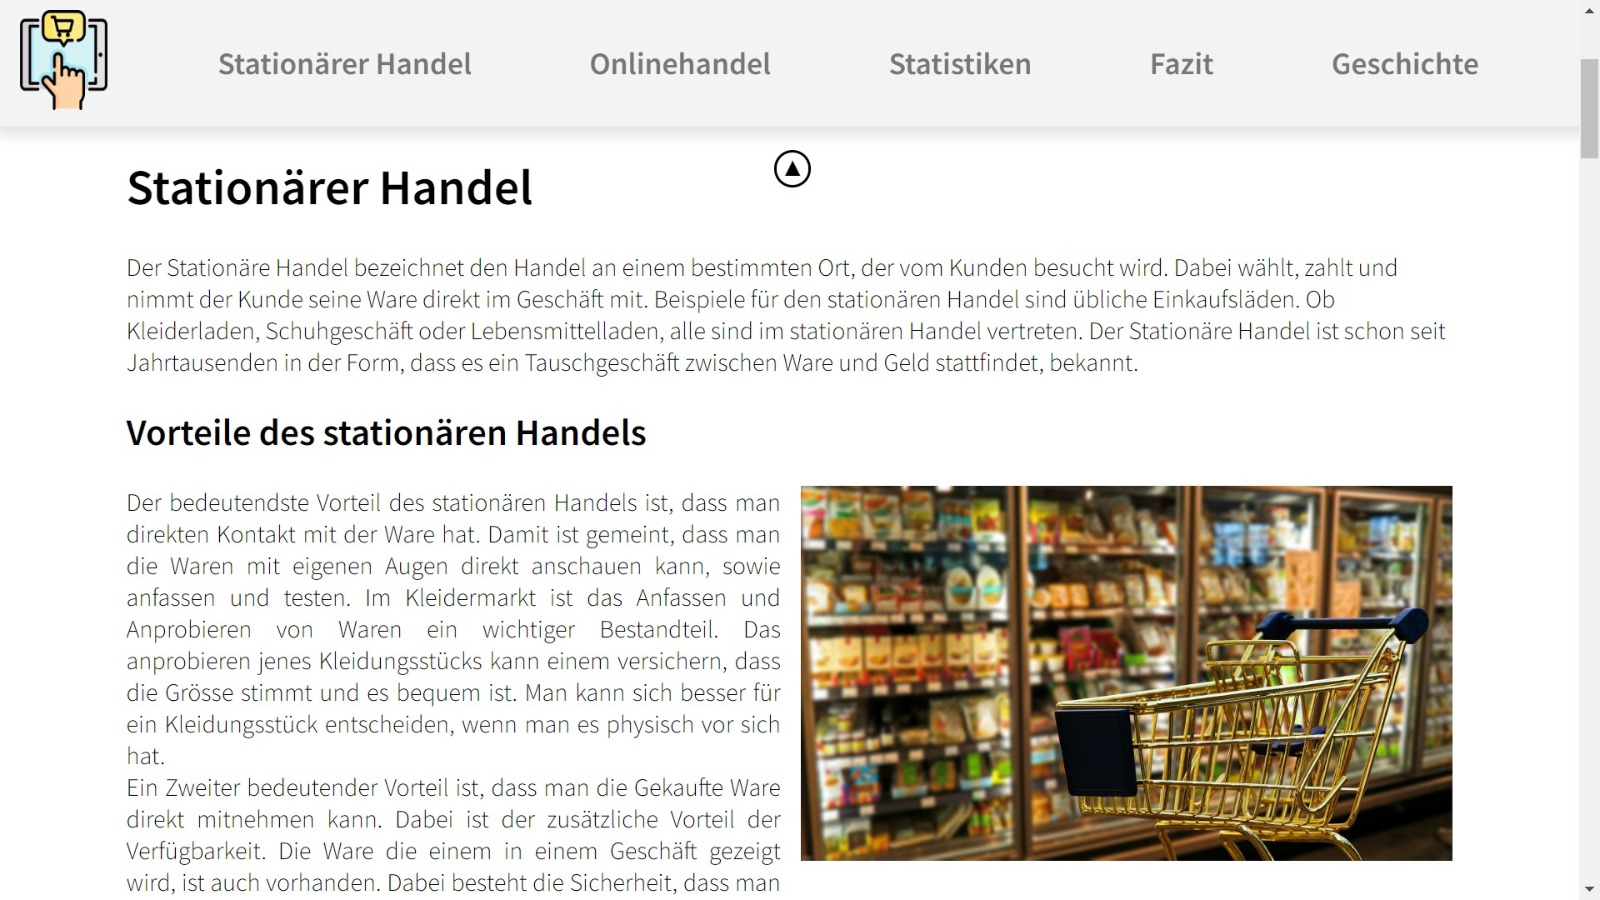 Stationärer Handel
Onlinehandel
Statistiken
Fazit
Geschichte
Stationärer Handel
Der Stationäre Handel bezeichnet den Handel an einem bestimmten Ort, der vom Kunden besucht wird. Dabei wählt, zahlt und
nimmt der Kunde seine Ware direkt im Geschäft mit. Beispiele für den stationären Handel sind übliche Einkaufsläden. Ob
Kleiderladen, Schuhgeschäft oder Lebensmittelladen, alle sind im stationären Handel vertreten. Der Stationäre Handel ist schon seit
Jahrtausenden in der Form, dass es ein Tauschgeschäft zwischen Ware und Geld stattfindet, bekannt.
Vorteile des stationären Handels
Der bedeutendste Vorteil des stationären Handels ist, dass man
direkten Kontakt mit der Ware hat. Damit ist gemeint, dass man
die Waren mit eigenen Augen direkt anschauen kann, sowie
anfassen und testen. Im Kleidermarkt ist das Anfassen und
Anprobieren von Waren ein wichtiger Bestandteil. Das
anprobieren jenes Kleidungsstücks kann einem versichern, dass
die Grösse stimmt und es bequem ist. Man kann sich besser für
ein Kleidungsstück entscheiden, wenn man es physisch vor sich
hat.
Ein Zweiter bedeutender Vorteil ist, dass man die Gekaufte Ware
direkt mitnehmen kann. Dabei ist der zusätzliche Vorteil der
Verfügbarkeit. Die Ware die einem in einem Geschäft gezeigt
wird, ist auch vorhanden. Dabei besteht die Sicherheit, dass man